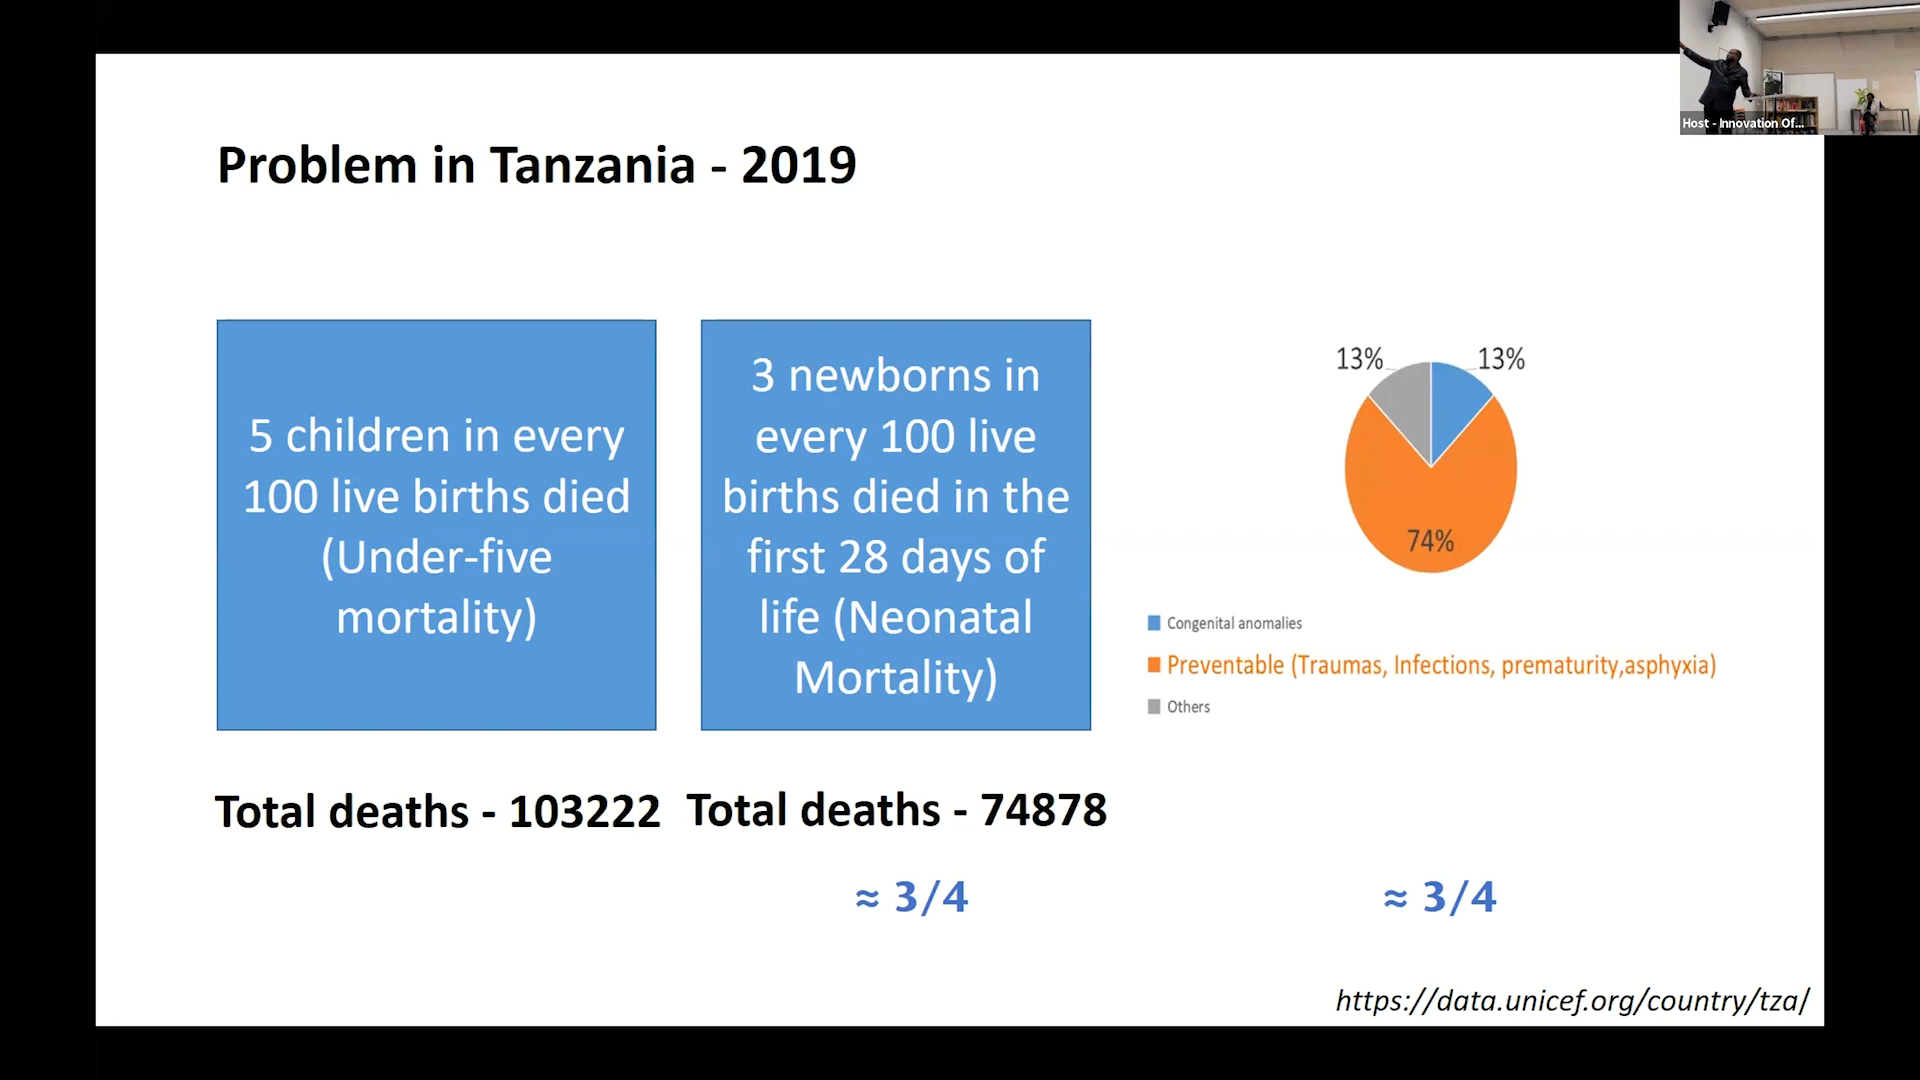 Host - Innovation Of...
Problem in Tanzania - 2019
5 children in every
100 live births died
(Under-five
mortality)
3 newborns in
every 100 live
births died in the
first 28 days of
life (Neonatal
Mortality)
13%
13%
74%
Congenital anomalies
Preventable (Traumas, Infections, prematurity,asphyxia)
Others
Total deaths - 103222
Total deaths - 74878
≈ 3/4
≈ 3/4
https://data.unicef.org/country/tza/